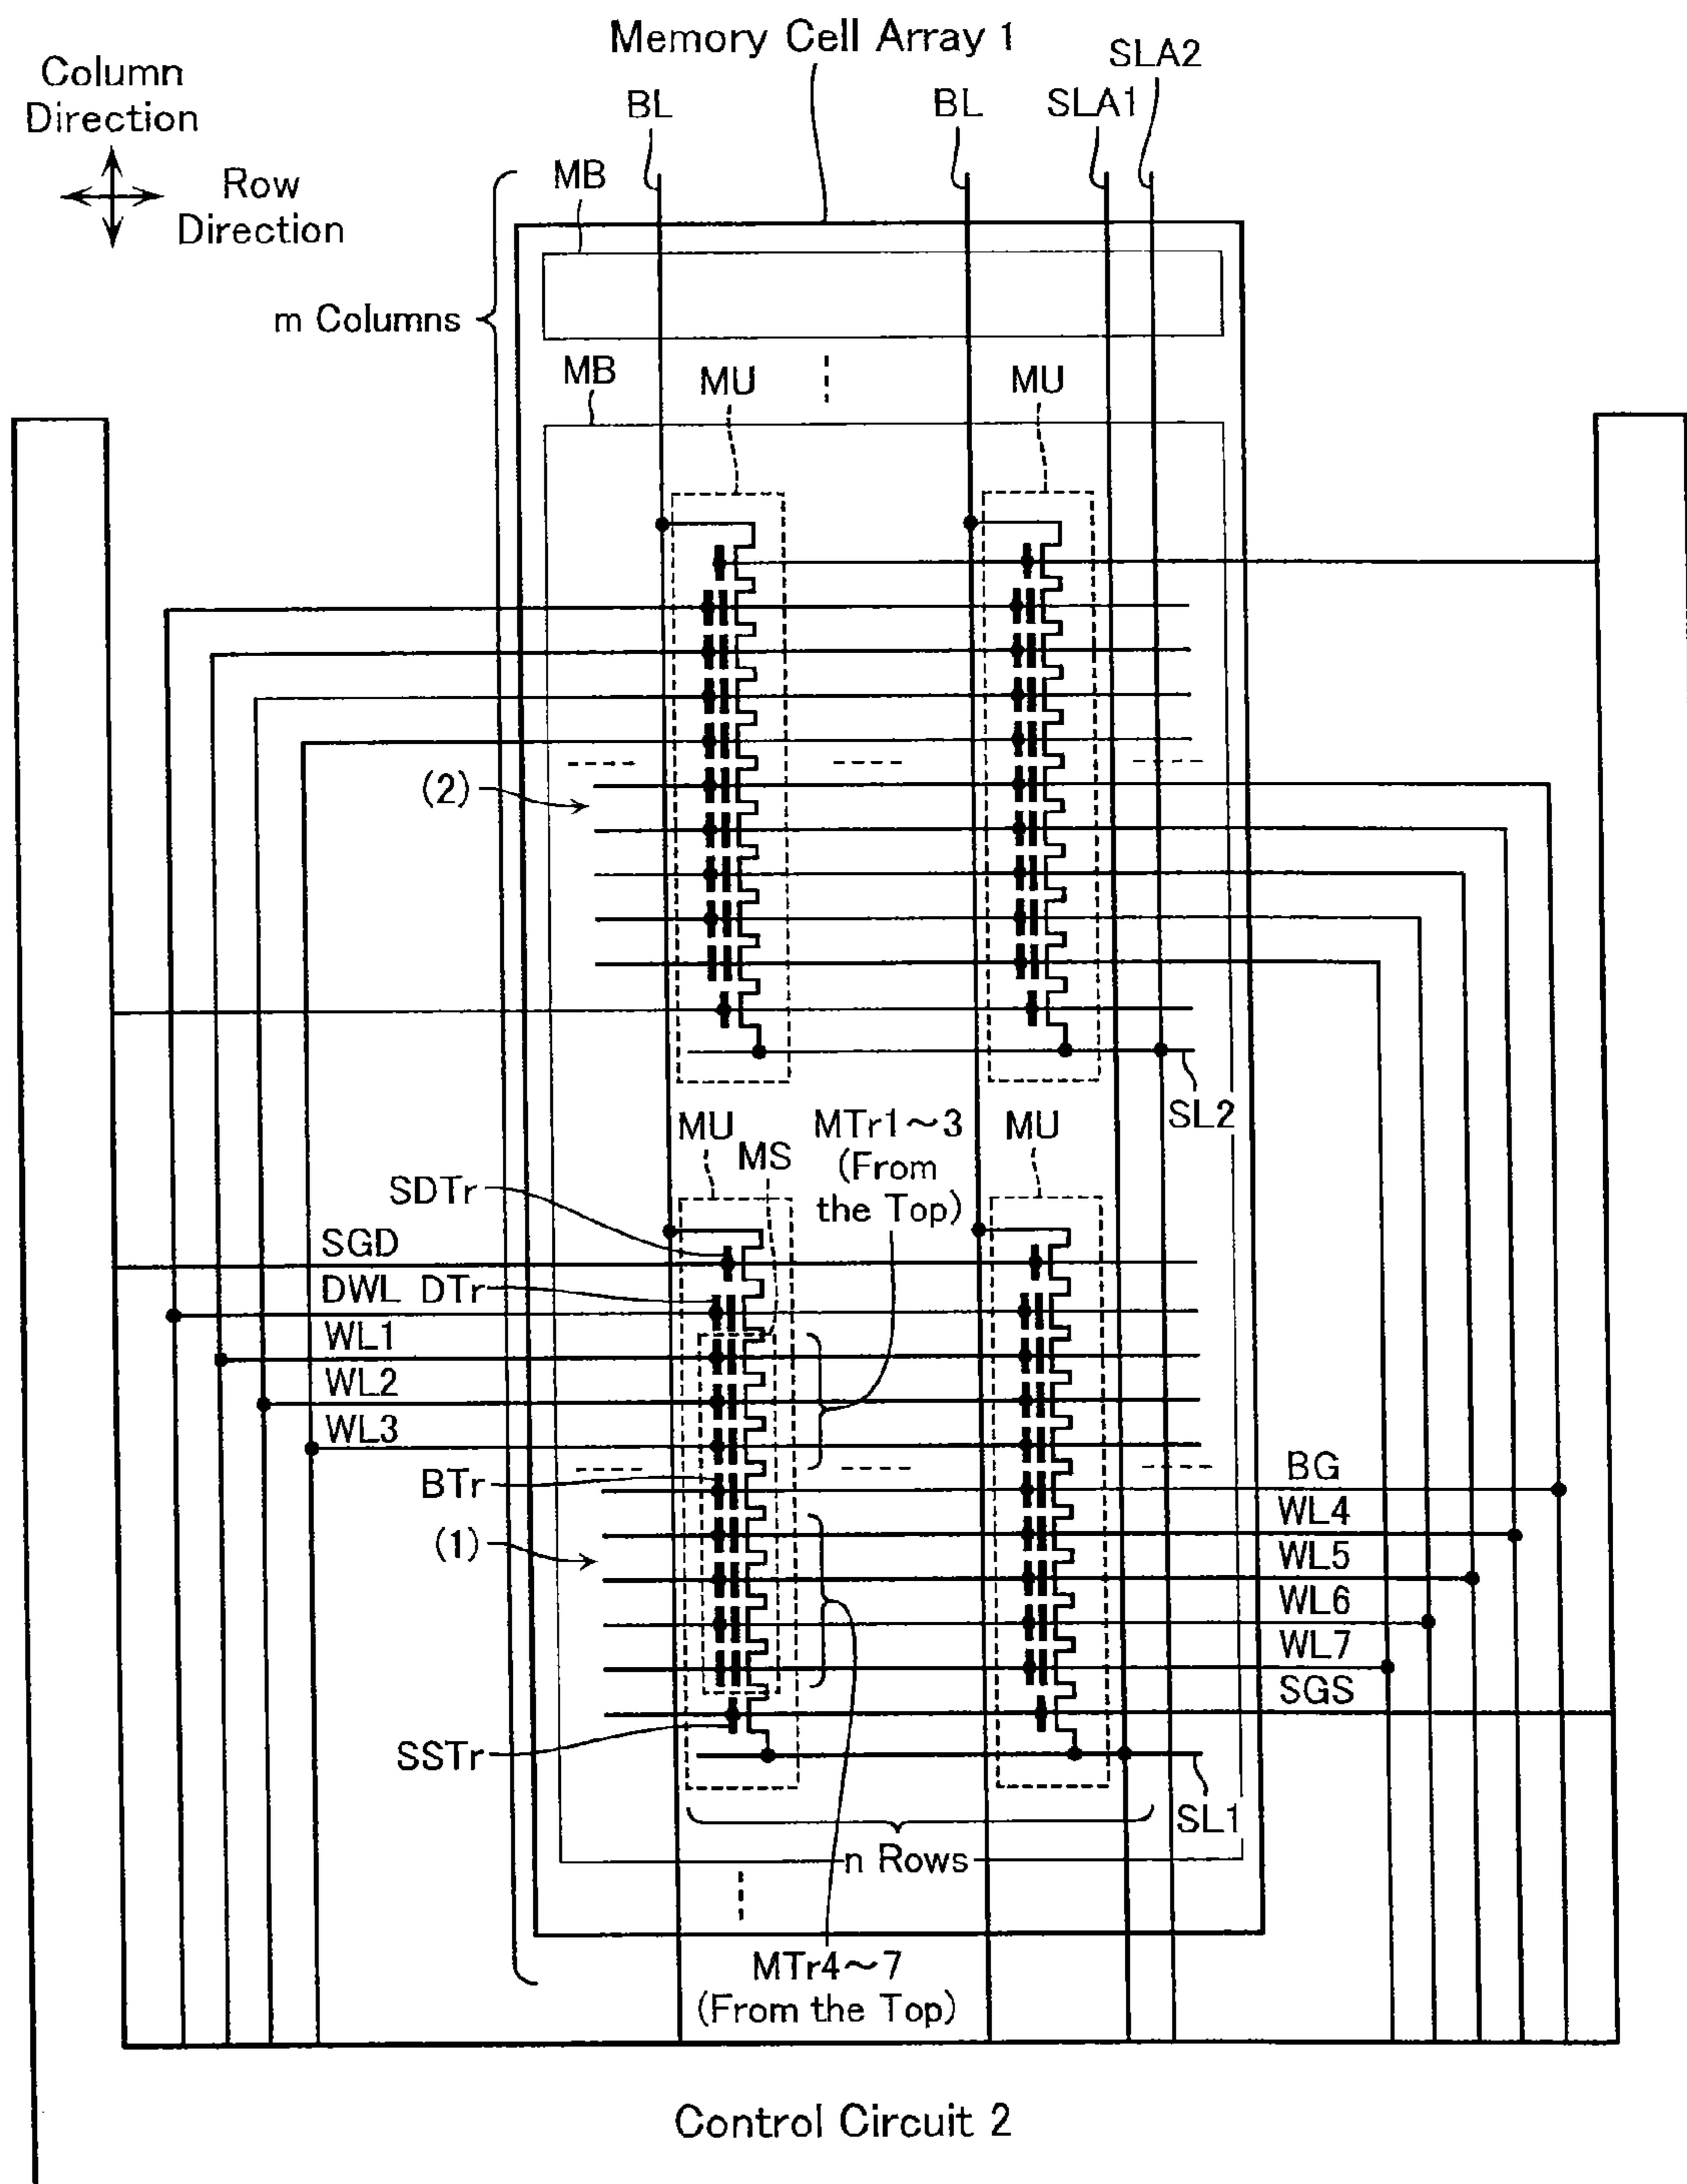 Memory Cell Array 1
SLA2
Column
Direction
BL
BL
SLA1
MB
Row
Direction
m Columns
MB
MU
MU
(2)
SL2
MU
MTr1~3
MU
MS
(From
the Top)
SDTr
SGD
DWL DTr
WL1
WL2
WL3
BG
BTr
WL4
(1)
WL5
WL6
WL7
SGS
SSTr
SL1
n Rows
MTr4~7
(From the Top)
Control Circuit 2